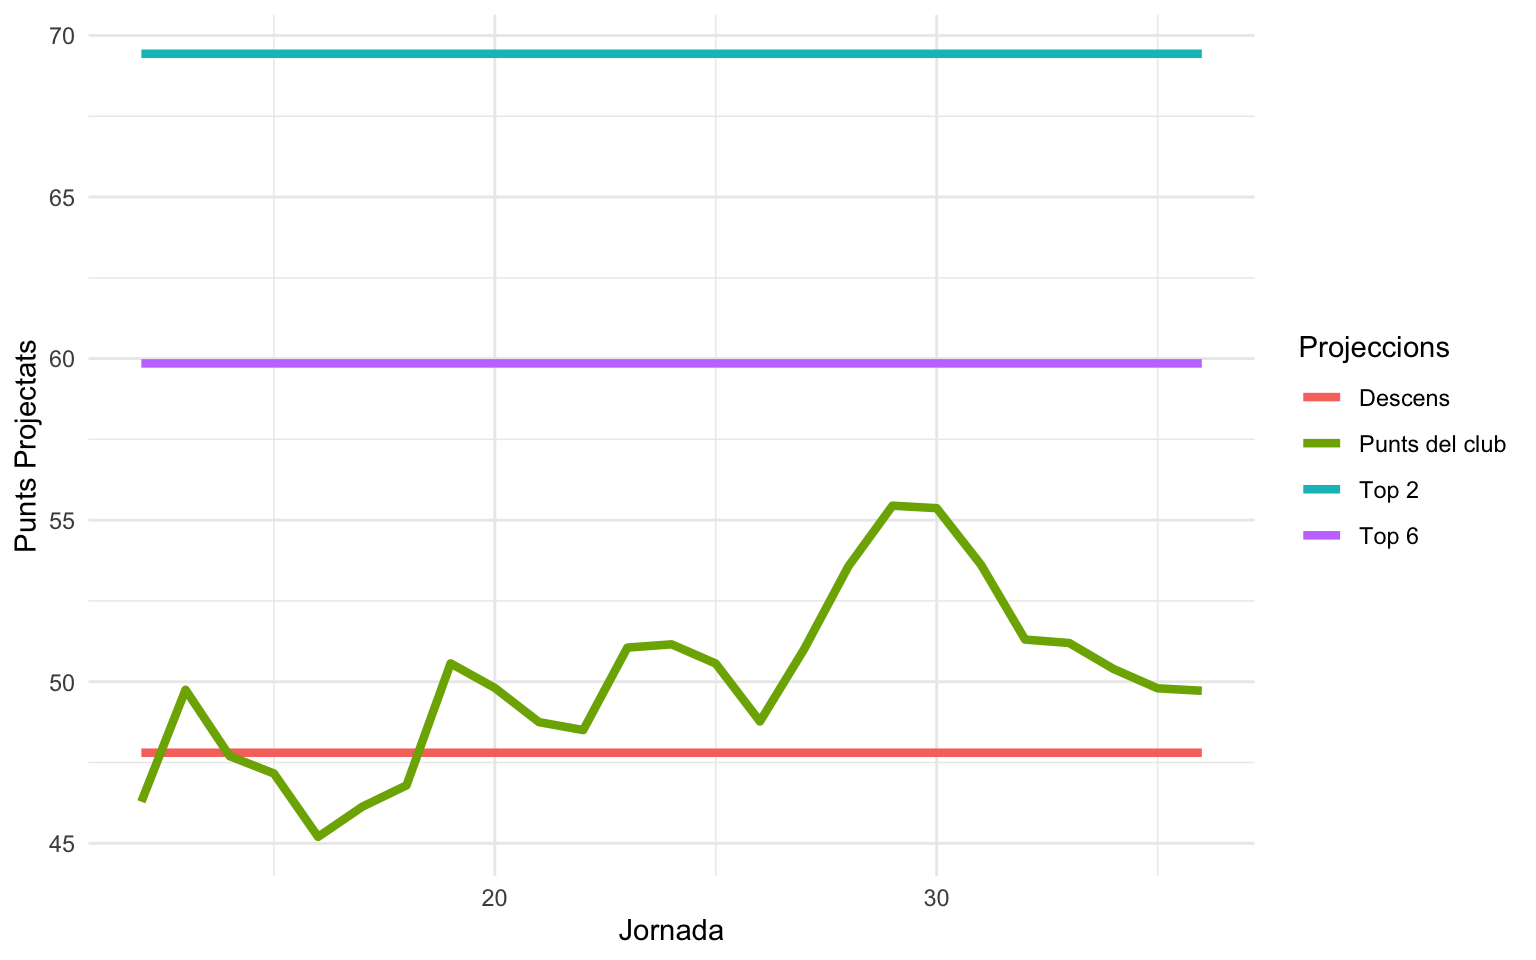 70
65
60
55
50
45
Punts Projectats
20
30
Jornada
Projeccions
Descens
Punts del club
Top 2
Top 6